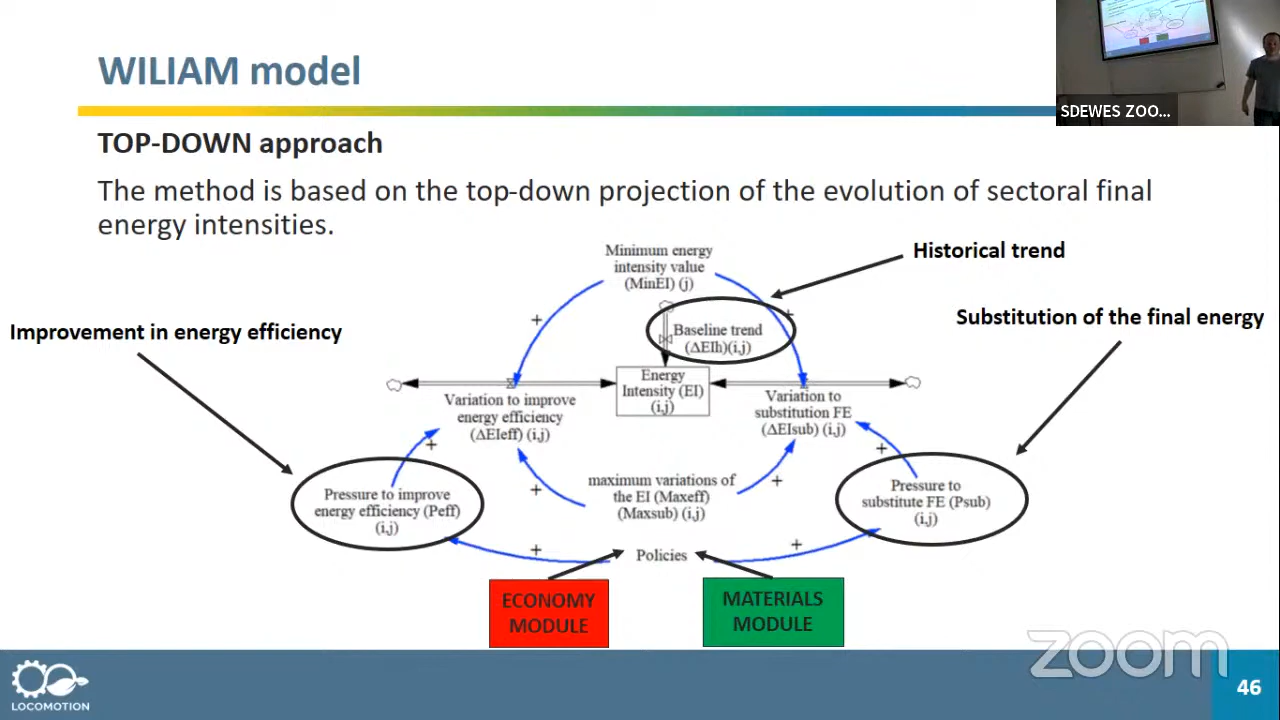 WILIAM model
SDEWES ZOO...
TOP-DOWN approach
The method is based on the top-down projection of the evolution of sectoral final
energy intensities.
Historical trend
Improvement in energy efficiency
Substitution of the final energy
Minimum energy
intensity value
(MinEI) (j)
+
+
Baseline trend
(ΔEIh)(i,j)
Energy
Intensity (EI)
(i,j)
Variation to improve
energy efficiency
(ΔEIeff) (i,j)
Variation to
substitution FE
(ΔEIsub) (i,j)
+
+
Pressure to improve
energy efficiency (Peff)
(i,j)
+
maximum variations of
the EI (Maxeff)
(Maxsub) (i,j)
+
Pressure to
substitute FE (Psub)
(i,j)
+
Policies
+
ECONOMY
MODULE
MATERIALS
MODULE
zoom
LOCOMOTION
46